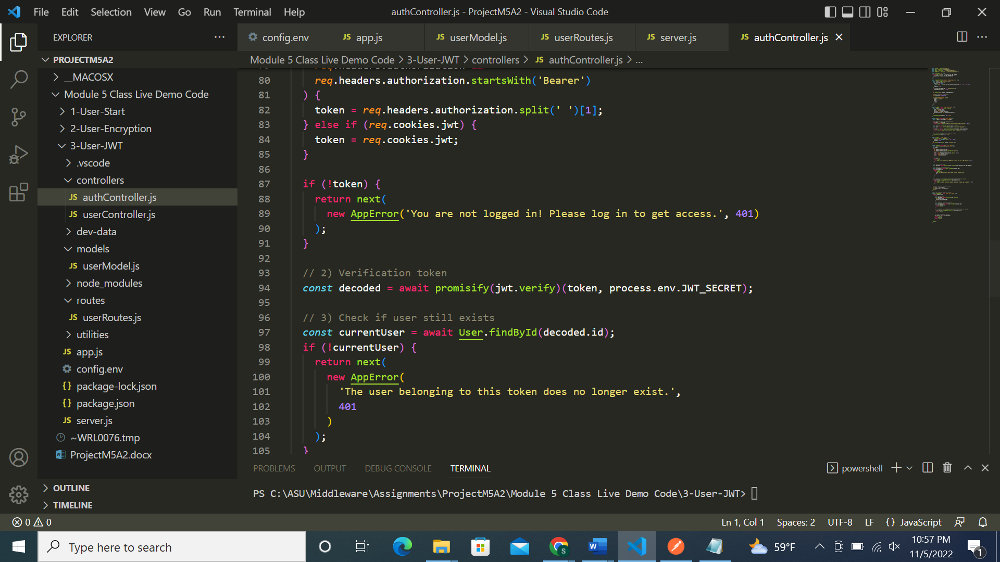 File Edit Selection View Go Run Terminal Help
authController.js - ProjectM5A2 - Visual Studio Code
EXPLORER
config.env
JS app.js
JS userModel.js
JS userRoutes.js
JS server.js
JS authController.js
PROJECTM5A2
__MACOSX
Module 5 Class Live Demo Code
1-User-Start
2-User-Encryption
3-User-JWT
.vscode
controllers
JS authController.js
JS userController.js
dev-data
models
JS userModel.js
node_modules
routes
JS userRoutes.js
utilities
JS app.js
config.env
{} package-lock.json
{} package.json
JS server.js
~WRL0076.tmp
ProjectM5A2.docx
OUTLINE
TIMELINE
Module 5 Class Live Demo Code > 3-User-JWT > controllers > JS authController.js > ...
80 req.headers.authorization.startsWith('Bearer')
81 ) {
82 token = req.headers.authorization.split(' ')[1];
83 } else if (req.cookies.jwt) {
84 token = req.cookies.jwt;
85 }
86
87 if (!token) {
88 return next(
89 new AppError('You are not logged in! Please log in to get access.', 401)
90 );
91 }
92
93 // 2) Verification token
94 const decoded = await promisify(jwt.verify)(token, process.env.JWT_SECRET);
95
96 // 3) Check if user still exists
97 const currentUser = await User.findById(decoded.id);
98 if (!currentUser) {
99 return next(
100 new AppError(
101 'The user belonging to this token does no longer exist.',
102 401
103 )
104 );
105 }
PROBLEMS OUTPUT DEBUG CONSOLE TERMINAL
powershell
PS C:\ASU\Middleware\Assignments\ProjectM5A2\Module 5 Class Live Demo Code\3-User-JWT>
0 0
Ln 1, Col 1 Spaces: 2 UTF-8 LF {} JavaScript
Type here to search
W
S
59°F
10:57 PM
11/5/2022
1